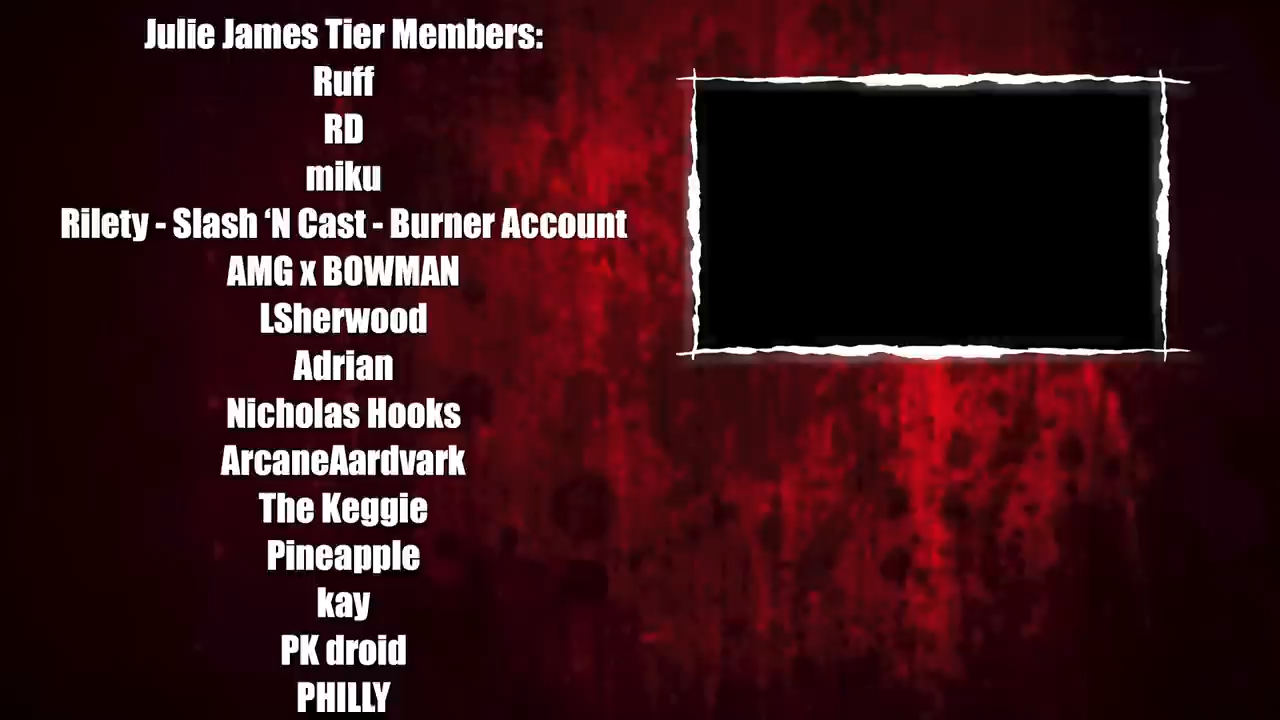 Julie James Tier Members:
Ruff
RD
miku
Rilety - Slash ‘N Cast - Burner Account
AMG x BOWMAN
LSherwood
Adrian
Nicholas Hooks
ArcaneAardvark
The Keggie
Pineapple
kay
PK droid
PHILLY